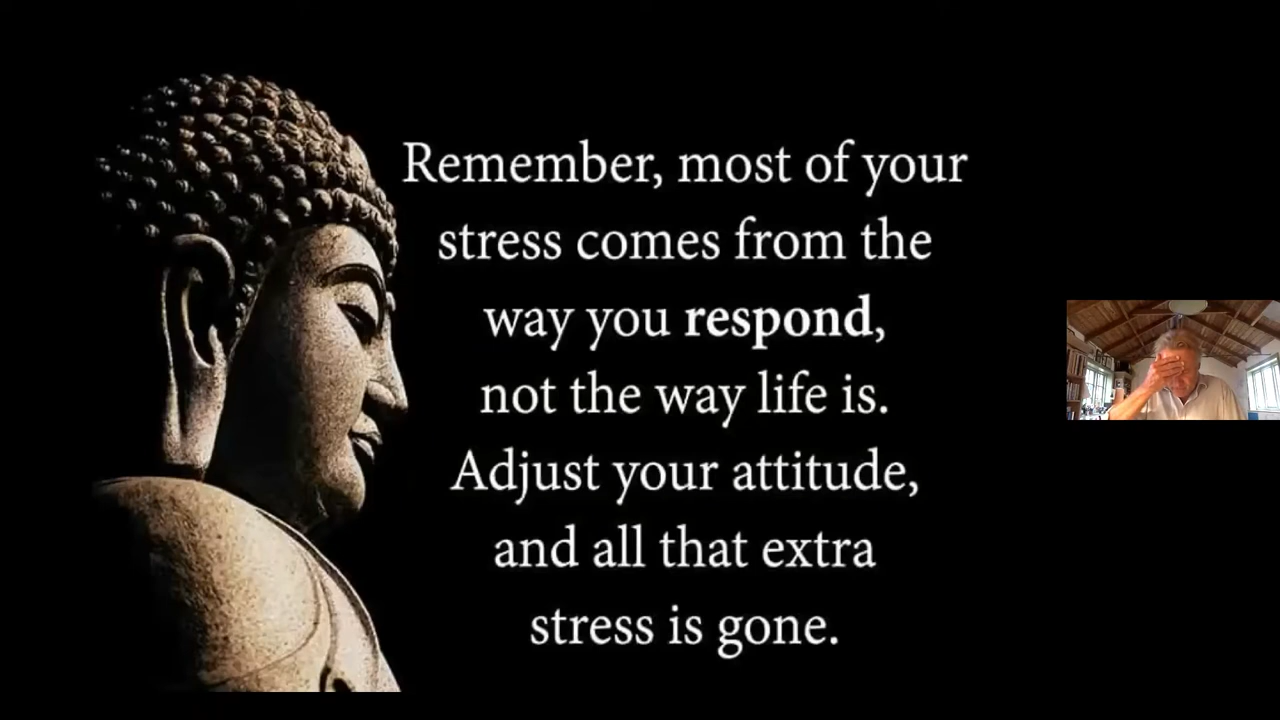 Remember, most of your
stress comes from the
way you respond,
not the way life is.
Adjust your attitude,
and all that extra
stress is gone.